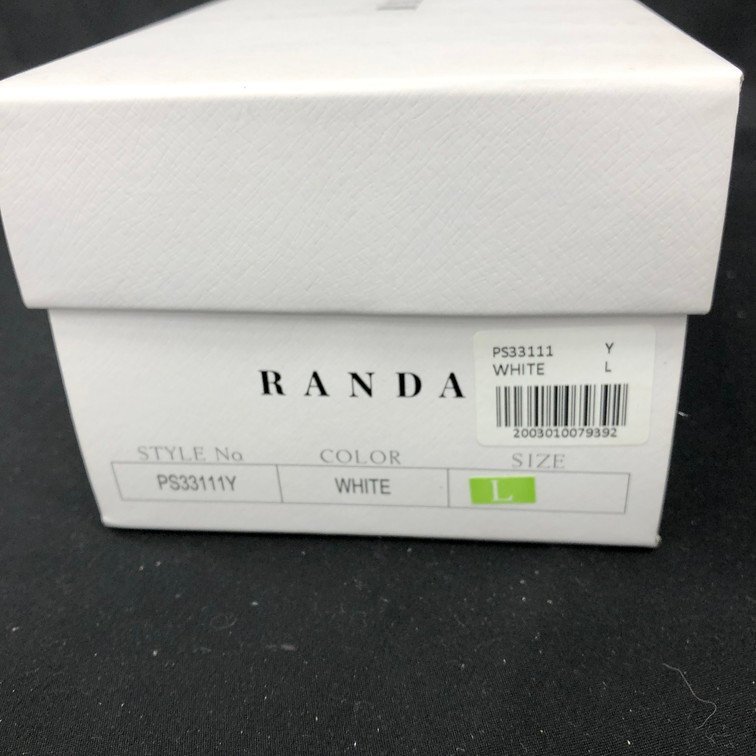 RANDA
PS33111 Y
WHITE L
2003010079392
STYLE No COLOR SIZE
PS33111Y WHITE L